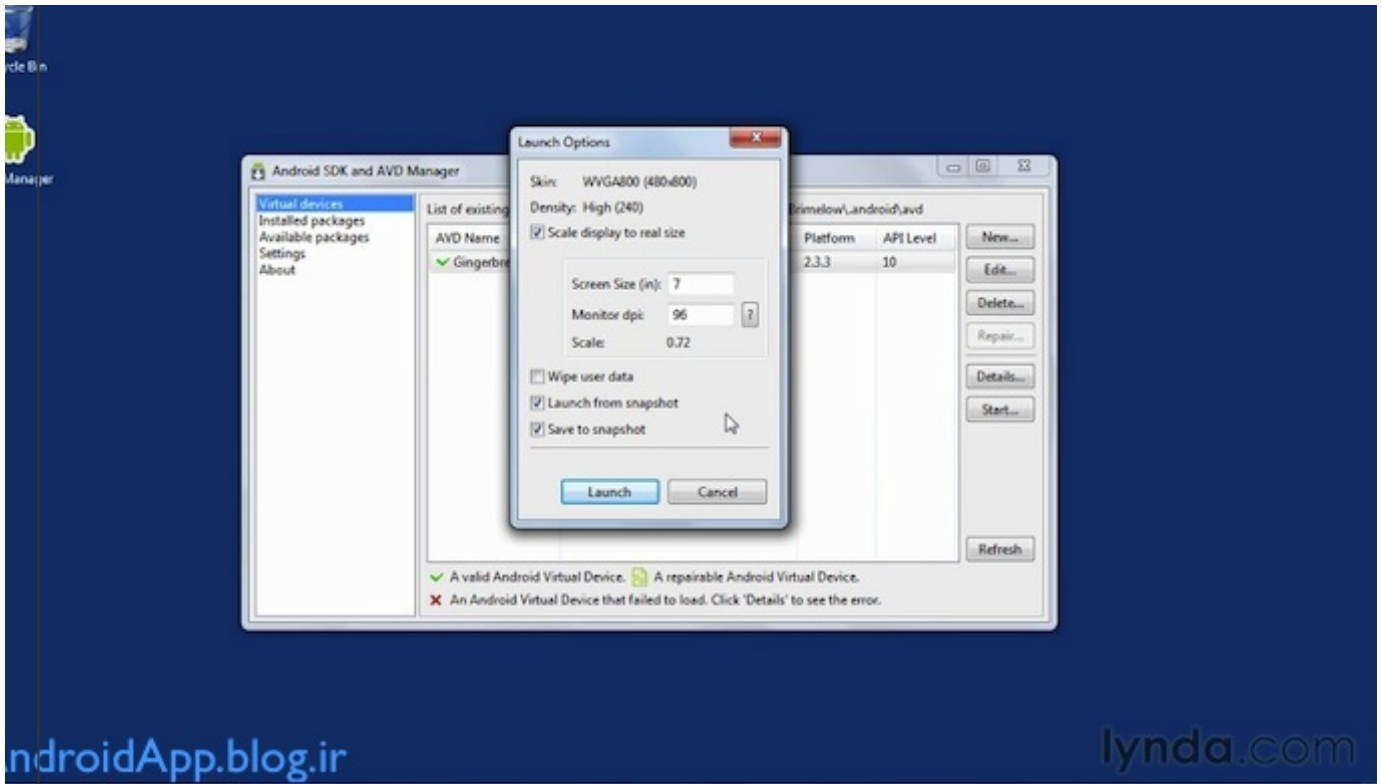 cle Bin
Manager
Android SDK and AVD Manager
Virtual devices
Installed packages
Available packages
Settings
About
List of existing
Brimelow\.android\avd
AVD Name
Platform
API Level
Gingerbre
2.3.3
10
New...
Edit...
Delete...
Repair...
Details...
Start...
Refresh
Launch Options
Skin: WVGA800 (480x800)
Density: High (240)
Scale display to real size
Screen Size (in): 7
Monitor dpi: 96 ?
Scale: 0.72
Wipe user data
Launch from snapshot
Save to snapshot
Launch
Cancel
A valid Android Virtual Device. A repairable Android Virtual Device.
An Android Virtual Device that failed to load. Click 'Details' to see the error.
ndroidApp.blog.ir
lynda.com